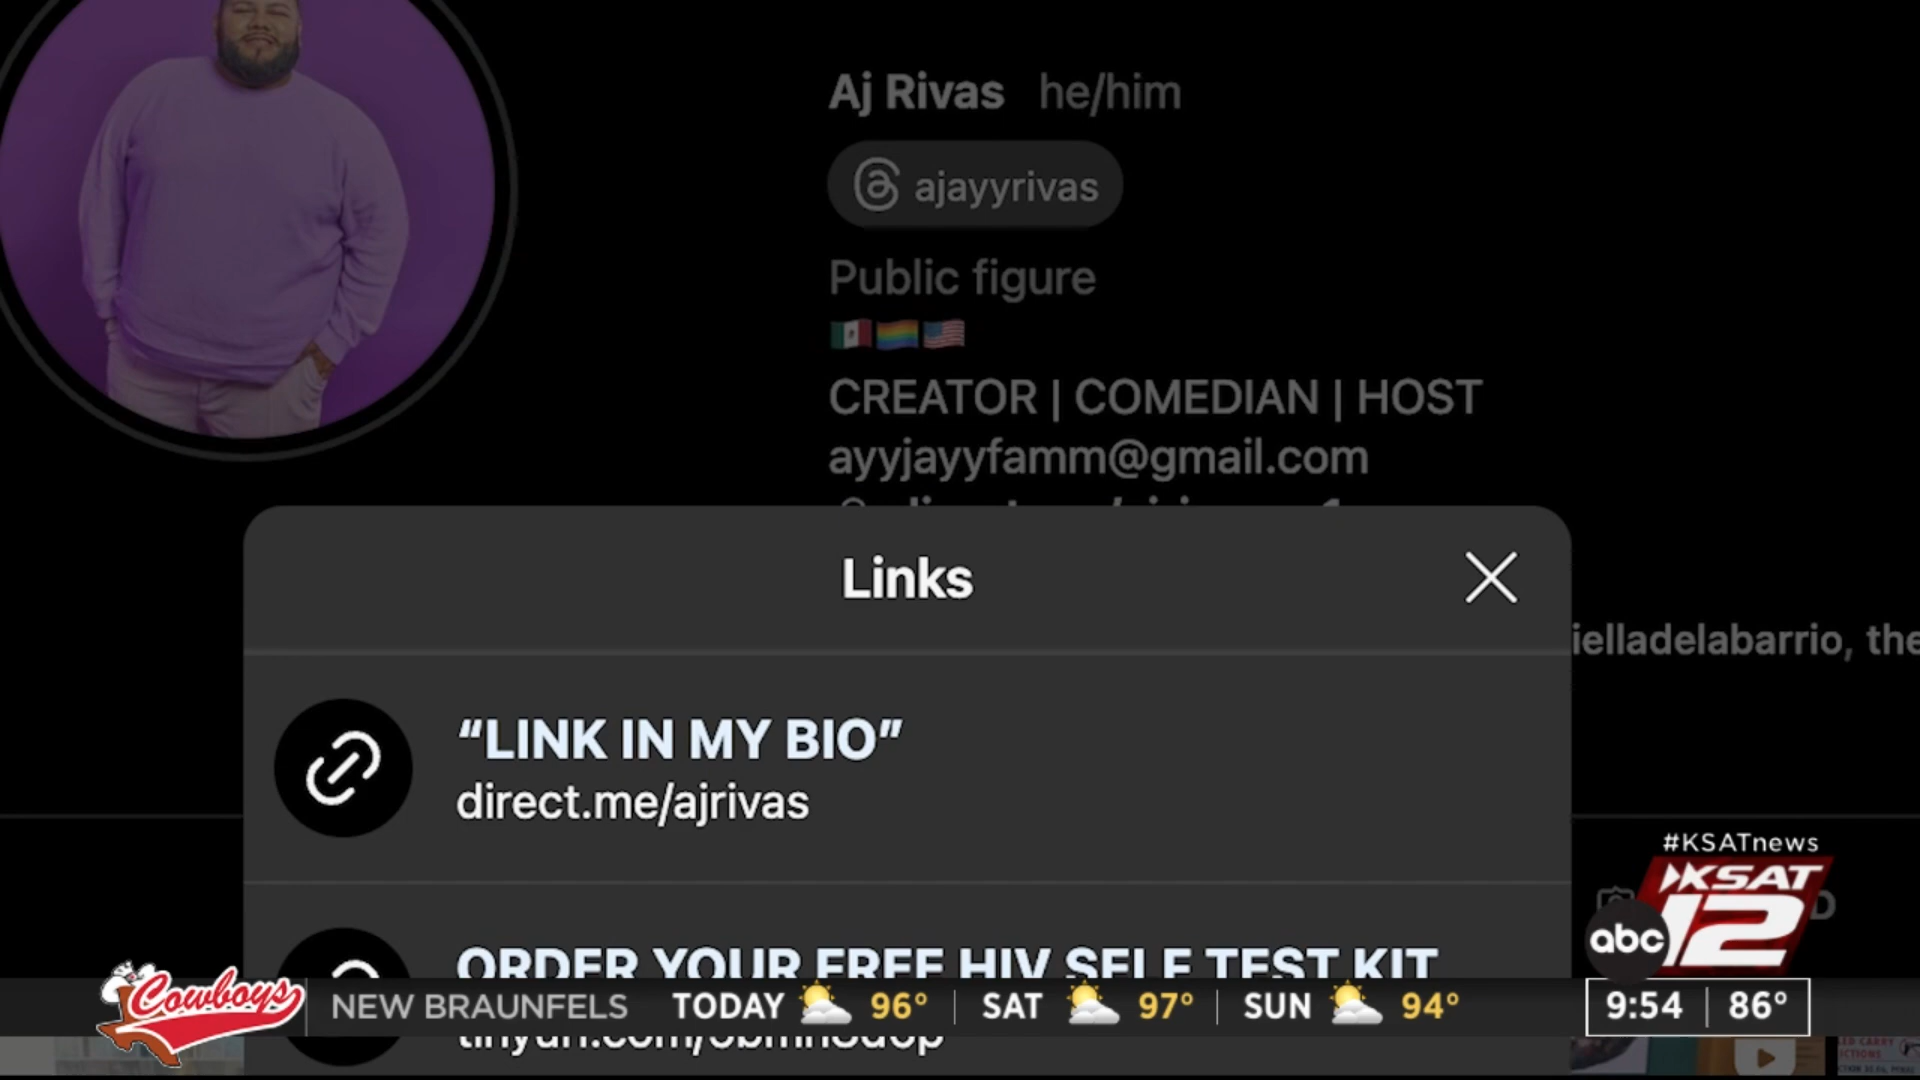 Aj Rivas he/him
ajayyrivas
Public figure
CREATOR | COMEDIAN | HOST
ayyjayyfamm@gmail.com
Links
ielladelabarrio, the
"LINK IN MY BIO"
direct.me/ajrivas
#KSATnews
KSAT
abc 12
ORDER YOUR FREE HIV SELF TEST KIT
Cowboys NEW BRAUNFELS TODAY 96° SAT 97° SUN 94° 9:54 86°